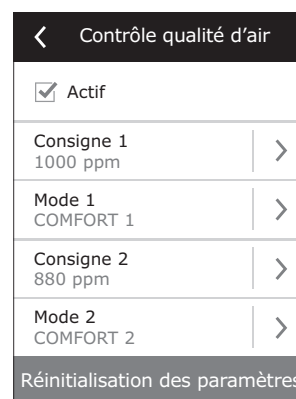 Contrôle qualité d’air
Actif
Consigne 1
1000 ppm
Mode 1
COMFORT 1
Consigne 2
880 ppm
Mode 2
COMFORT 2
Réinitialisation des paramètres